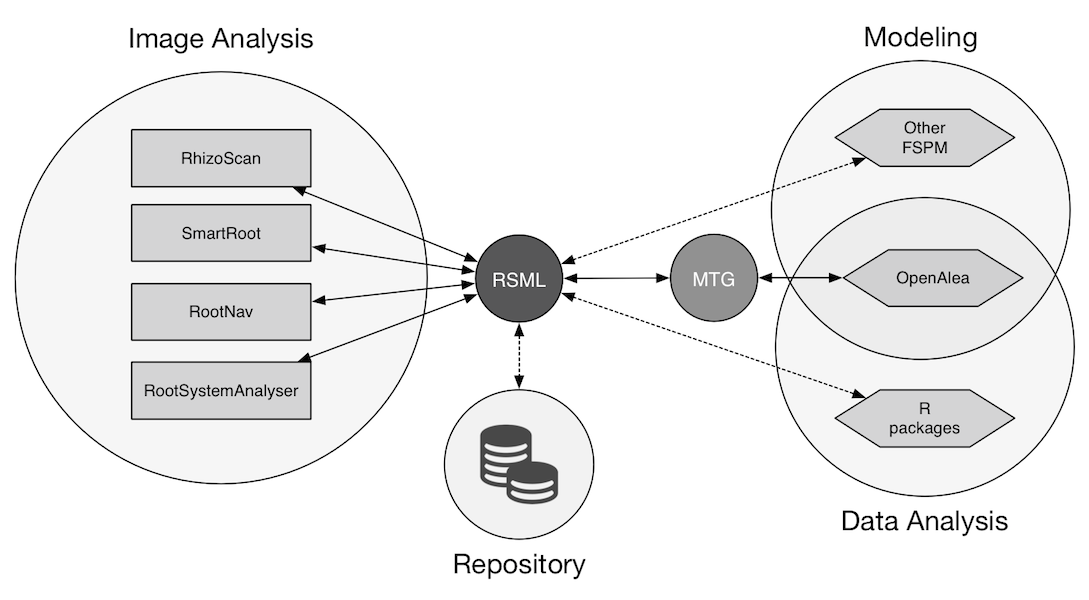 Image Analysis
RhizoScan
SmartRoot
RootNav
RootSystemAnalyser
RSML
MTG
Repository
Modeling
Other
FSPM
OpenAlea
R
packages
Data Analysis